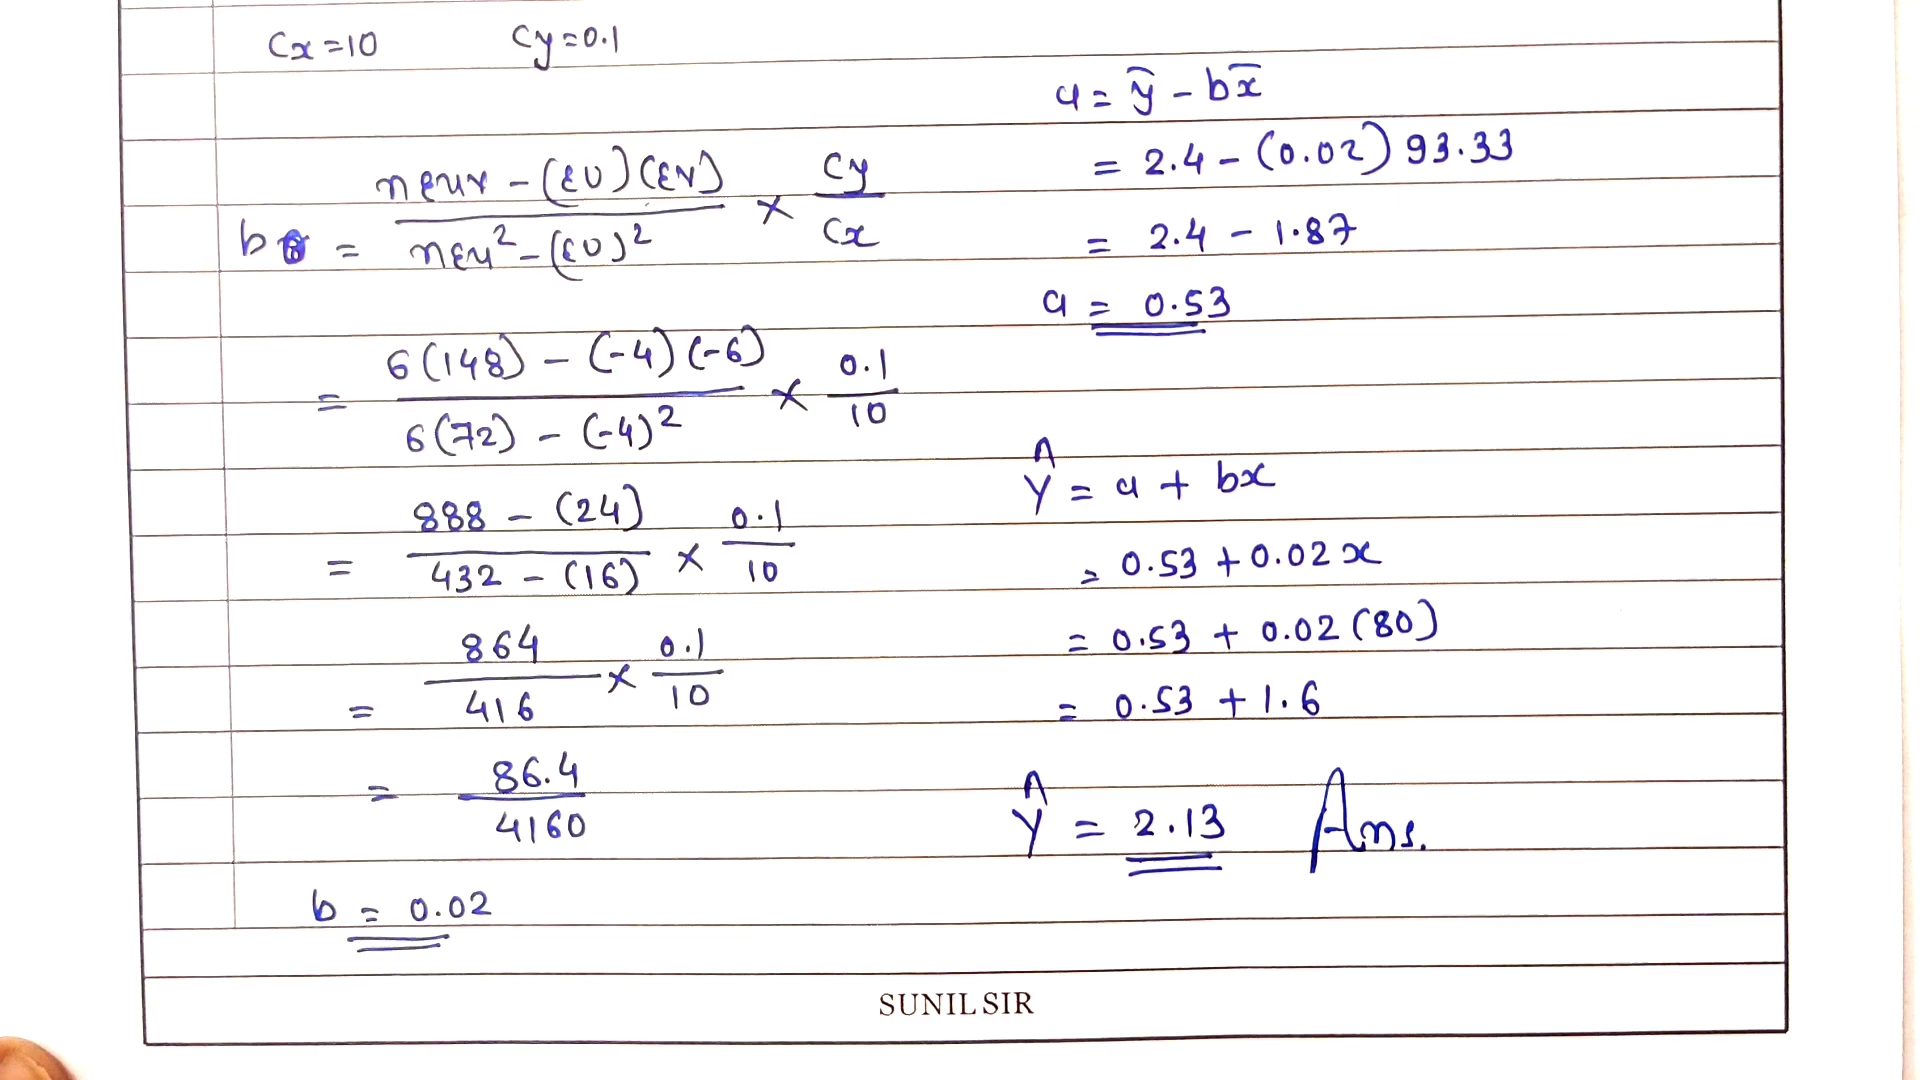 Cx = 10 Cy = 0.1
b = nΣuv - (Σu)(Σv) / nΣu² - (Σu)² × Cy / Cx
= 6(148) - (-4)(-6) / 6(72) - (-4)² × 0.1 / 10
= 888 - (24) / 432 - (16) × 0.1 / 10
= 864 / 416 × 0.1 / 10
= 86.4 / 4160
b = 0.02
a = ȳ - bx̄
= 2.4 - (0.02) 93.33
= 2.4 - 1.87
a = 0.53
Ŷ = a + bx
= 0.53 + 0.02 x
= 0.53 + 0.02 (80)
= 0.53 + 1.6
Ŷ = 2.13 Ans.
SUNIL SIR